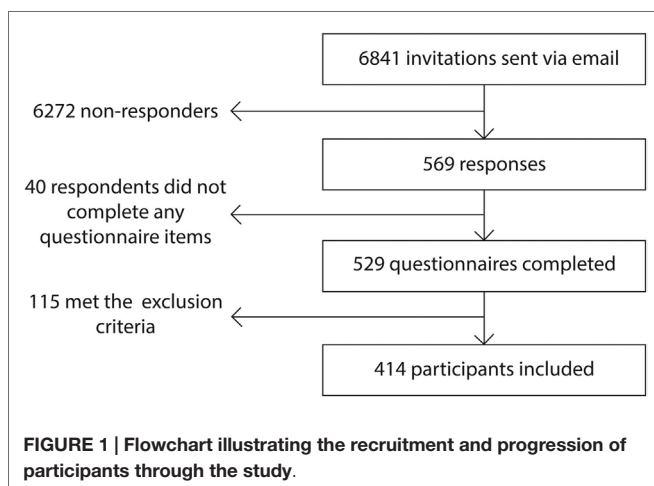 6841 invitations sent via email
6272 non-responders
569 responses
40 respondents did not
complete any
questionnaire items
529 questionnaires completed
115 met the exclusion
criteria
414 participants included
FIGURE 1 | Flowchart illustrating the recruitment and progression of
participants through the study.